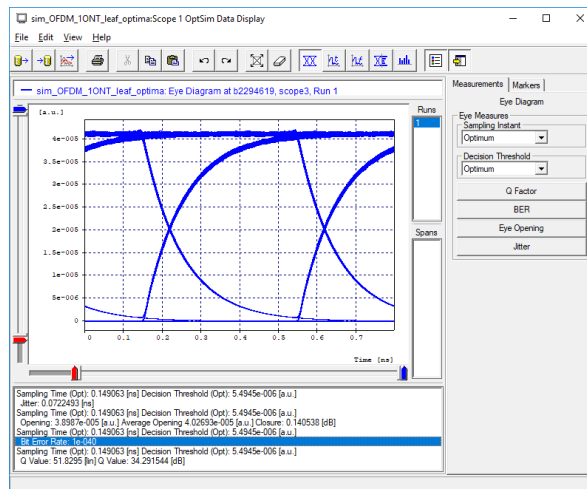 sim_OFDM_1ONT_leaf_optima:Scope 1 OptSim Data Display
File Edit View Help
sim_OFDM_1ONT_leaf_optima: Eye Diagram at b2294619, scope3, Run 1
[a.u.]
4e-005
3.5e-005
3e-005
2.5e-005
2e-005
1.5e-005
1e-005
5e-006
0
0 0.1 0.2 0.3 0.4 0.5 0.6 0.7
Time [ns]
Runs
1
Spans
Measurements Markers
Eye Diagram
Eye Measures
Sampling Instant
Optimum
Decision Threshold
Optimum
Q Factor
BER
Eye Opening
Jitter
Sampling Time (Opt): 0.149063 [ns] Decision Threshold (Opt): 5.4945e-006 [a.u.]
Jitter: 0.0722493 [ns]
Sampling Time (Opt): 0.149063 [ns] Decision Threshold (Opt): 5.4945e-006 [a.u.]
Opening: 3.8987e-005 [a.u.] Average Opening 4.02693e-005 [a.u.] Closure: 0.140538 [dB]
Sampling Time (Opt): 0.149063 [ns] Decision Threshold (Opt): 5.4945e-006 [a.u.]
Bit Error Rate: 1e-040
Sampling Time (Opt): 0.149063 [ns] Decision Threshold (Opt): 5.4945e-006 [a.u.]
Q Value: 51.8295 [lin] Q Value: 34.291544 [dB]